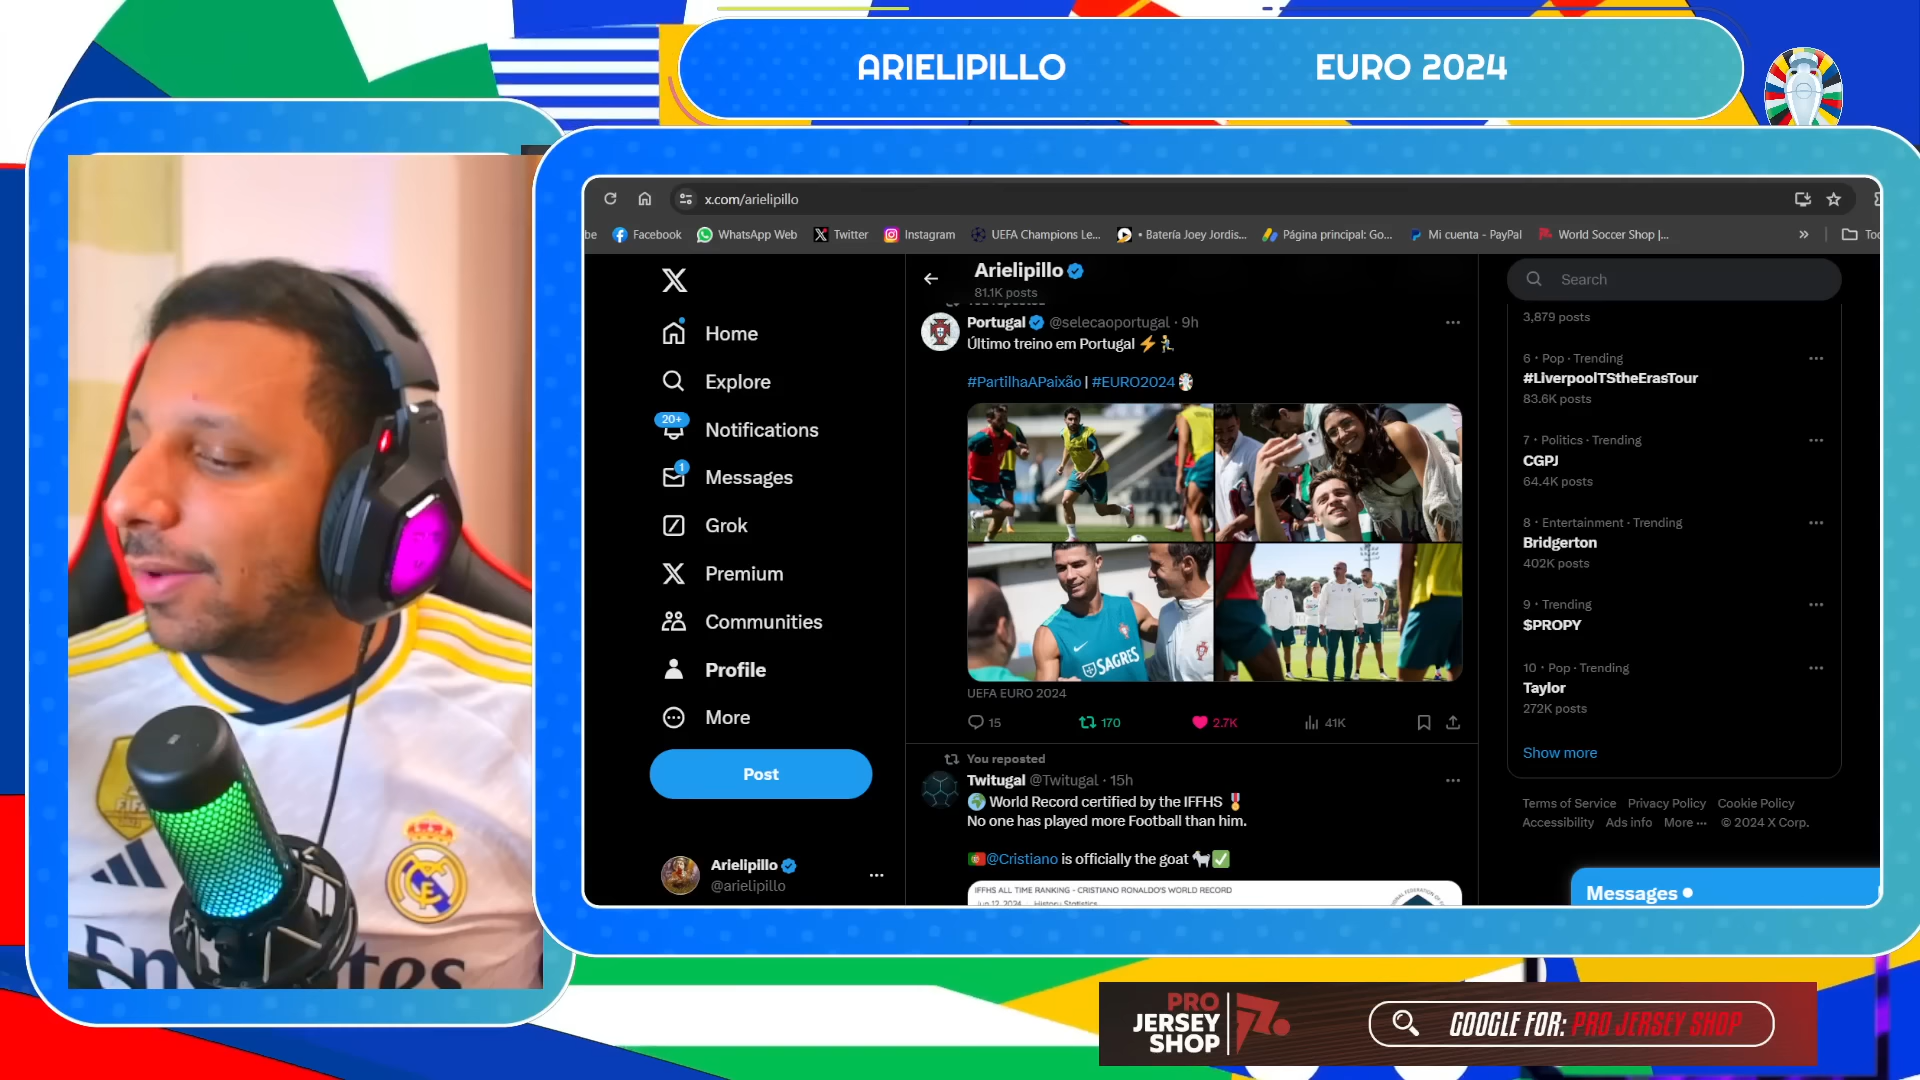 ARIELIPILLO
EURO 2024
x.com/arielipillo
be
Facebook
WhatsApp Web
Twitter
Instagram
UEFA Champions Le...
• Batería Joey Jordis...
Página principal: Go...
Mi cuenta - PayPal
World Soccer Shop |...
»
Home
Explore
20+
Notifications
1
Messages
Grok
Premium
Communities
Profile
More
Post
Arielipillo
@arielipillo
Arielipillo
81.1K posts
Portugal @selecaoportugal · 9h
Último treino em Portugal
#PartilhaAPaixão | #EURO2024
SAGRES
UEFA EURO 2024
15
170
2.7K
41K
You reposted
Twitugal @Twitugal · 15h
World Record certified by the IFFHS
No one has played more Football than him.
@Cristiano is officially the goat
IFFHS ALL TIME RANKING - CRISTIANO RONALDO'S WORLD RECORD
Jun 12, 2024 History Statistics
Search
3,879 posts
6 · Pop · Trending
#LiverpoolTStheErasTour
83.6K posts
7 · Politics · Trending
CGPJ
64.4K posts
8 · Entertainment · Trending
Bridgerton
402K posts
9 · Trending
$PROPY
10 · Pop · Trending
Taylor
272K posts
Show more
Terms of Service Privacy Policy Cookie Policy
Accessibility Ads info More ··· © 2024 X Corp.
Messages
PRO
JERSEY
SHOP
GOOGLE FOR: PRO JERSEY SHOP